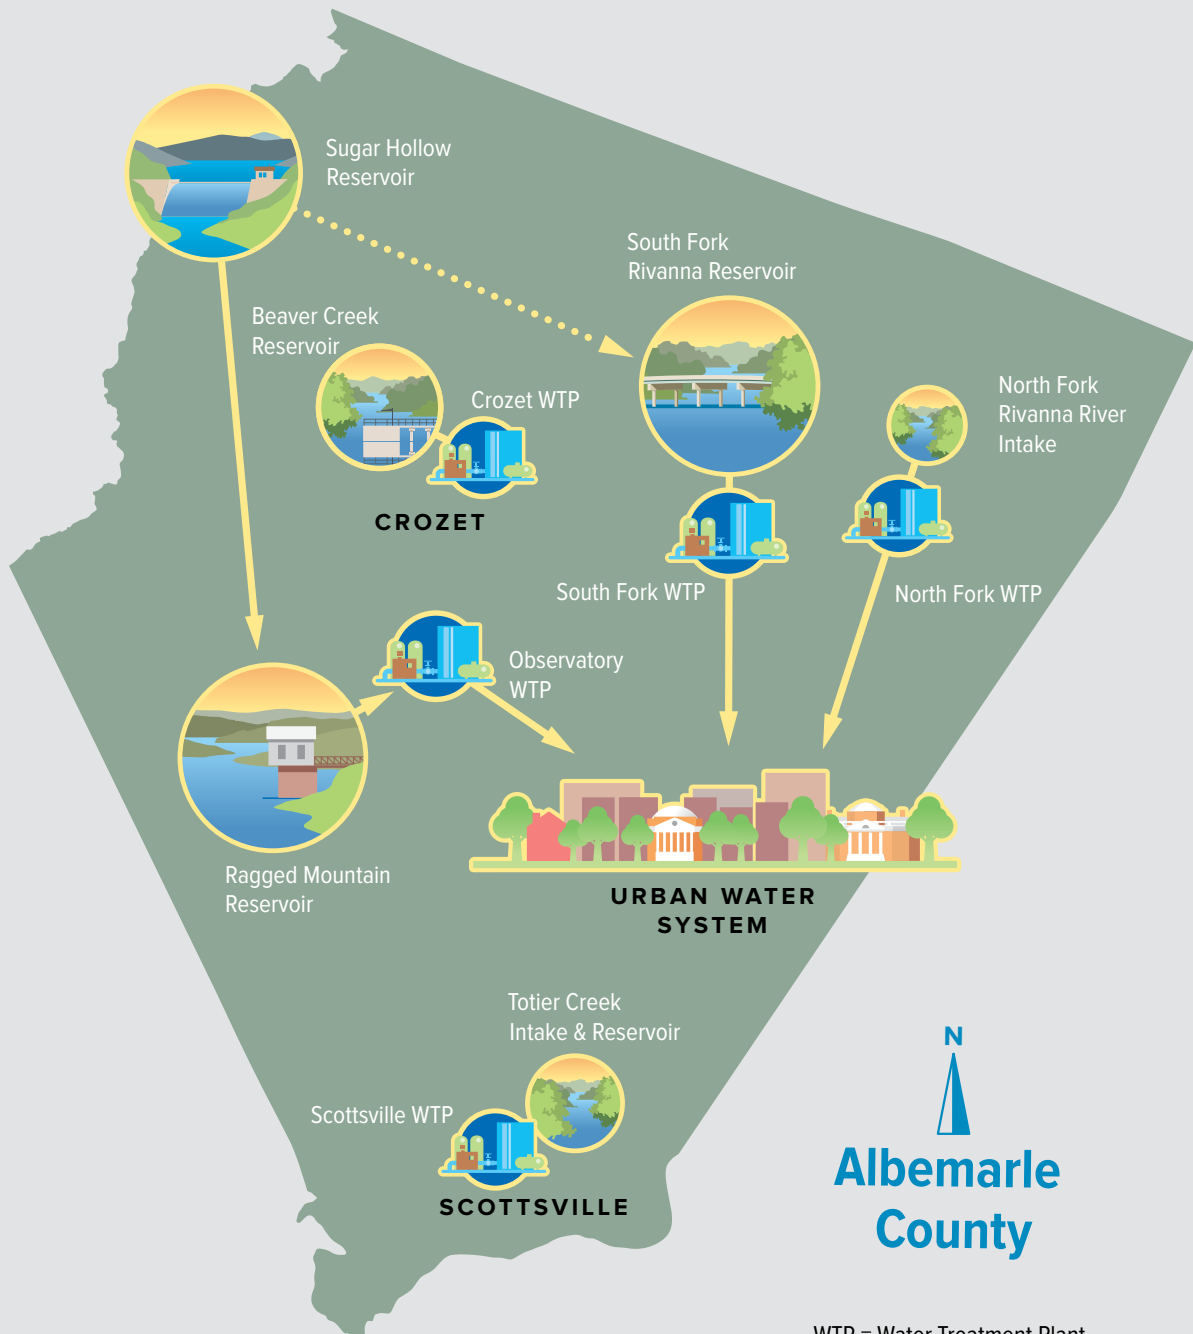 Sugar Hollow
Reservoir
South Fork
Rivanna Reservoir
Beaver Creek
Reservoir
Crozet WTP
North Fork
Rivanna River
Intake
CROZET
South Fork WTP
North Fork WTP
Observatory
WTP
Ragged Mountain
Reservoir
URBAN WATER
SYSTEM
Totier Creek
Intake & Reservoir
Scottsville WTP
SCOTTSVILLE
N
Albemarle
County
WTP = Water Treatment Plant